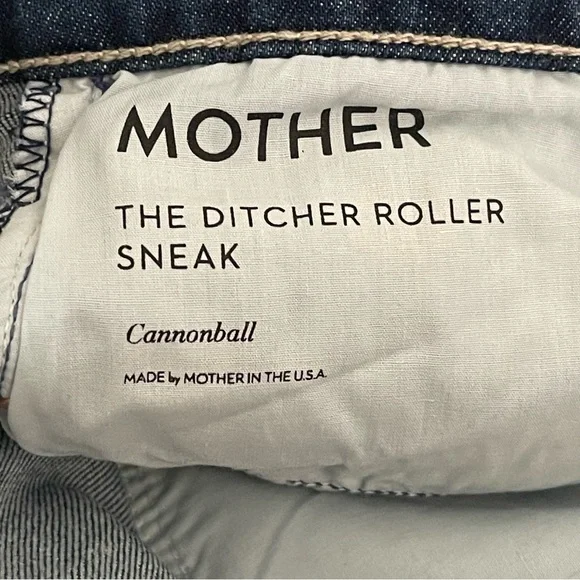 MOTHER
THE DITCHER ROLLER
SNEAK
Cannonball
MADE by MOTHER IN THE U.S.A.